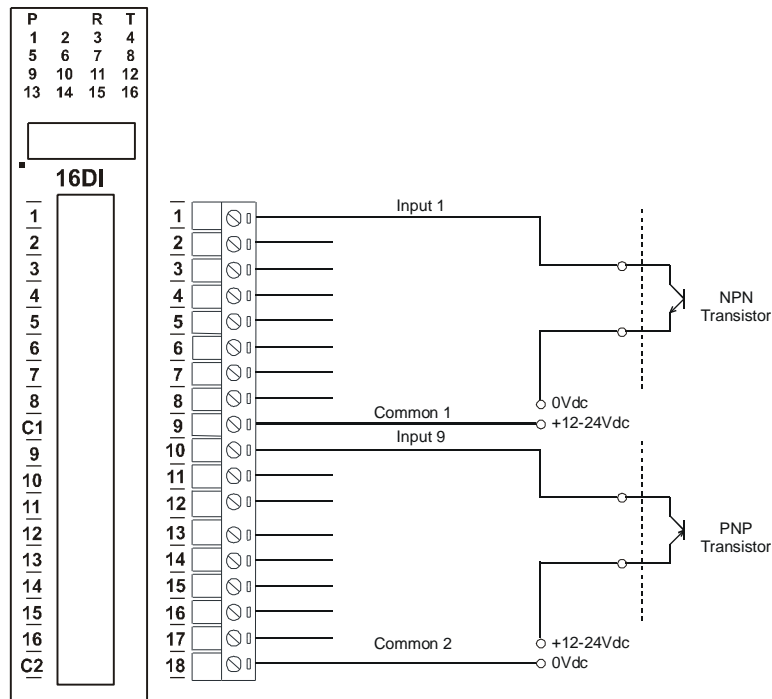 P R T
1 2 3 4
5 6 7 8
9 10 11 12
13 14 15 16
16DI
1
2
3
4
5
6
7
8
C1
9
10
11
12
13
14
15
16
C2
1
2
3
4
5
6
7
8
9
10
11
12
13
14
15
16
17
18
Input 1
NPN
Transistor
0Vdc
Common 1
+12-24Vdc
Input 9
PNP
Transistor
+12-24Vdc
Common 2
0Vdc